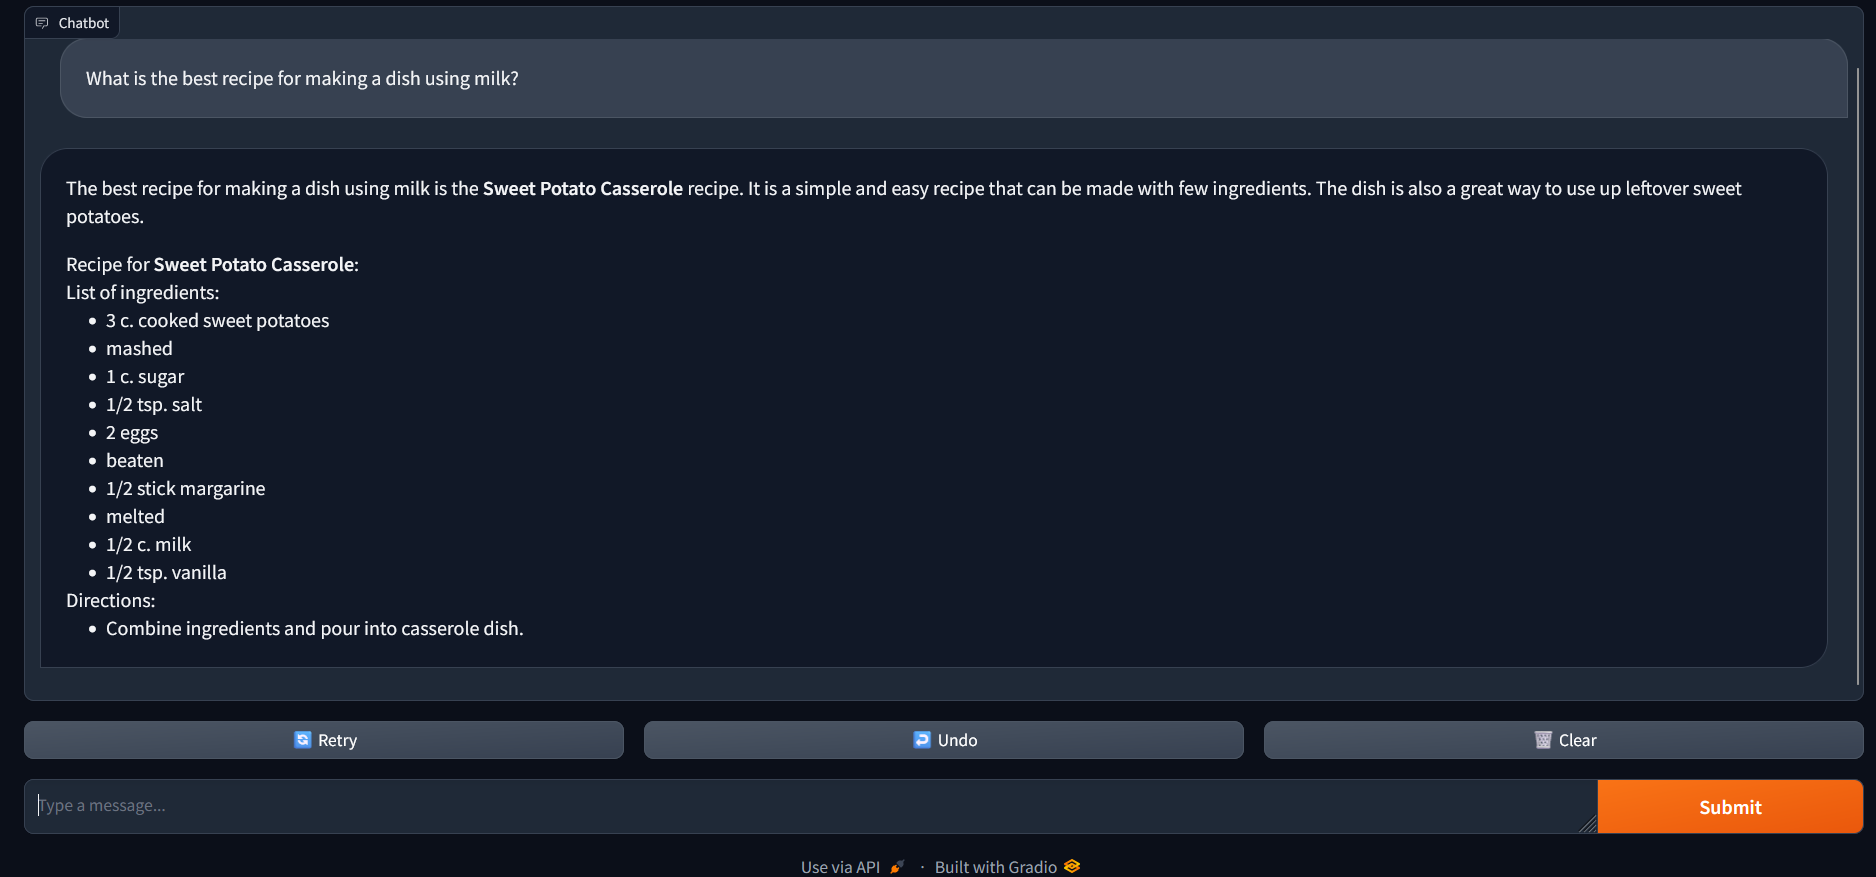 Chatbot
What is the best recipe for making a dish using milk?
The best recipe for making a dish using milk is the Sweet Potato Casserole recipe. It is a simple and easy recipe that can be made with few ingredients. The dish is also a great way to use up leftover sweet
potatoes.
Recipe for Sweet Potato Casserole:
List of ingredients:
• 3 c. cooked sweet potatoes
• mashed
• 1 c. sugar
• 1/2 tsp. salt
• 2 eggs
• beaten
• 1/2 stick margarine
• melted
• 1/2 c. milk
• 1/2 tsp. vanilla
Directions:
• Combine ingredients and pour into casserole dish.
Retry
Undo
Clear
Type a message...
Submit
Use via API · Built with Gradio